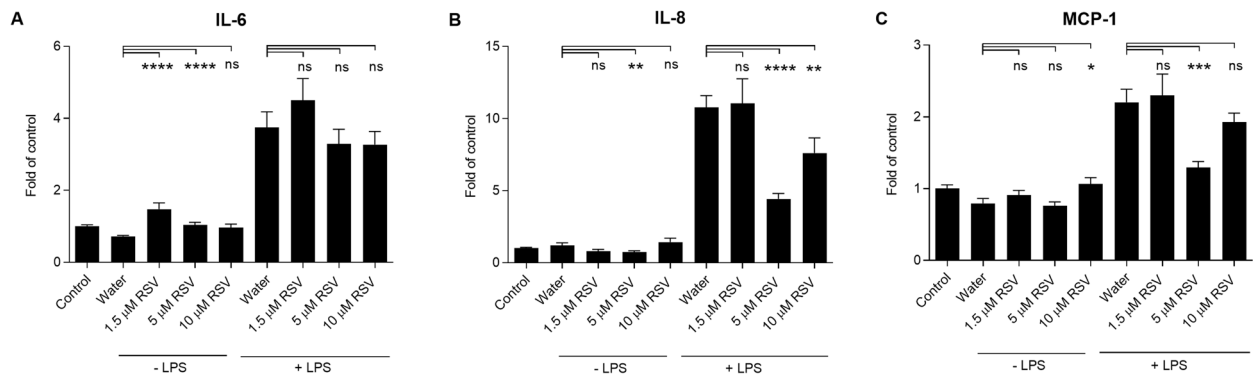 A
IL-6
Fold of control
6
4
2
0
**** **** ns ns ns ns
Control
Water
1.5 μM RSV
5 μM RSV
10 μM RSV
Water
1.5 μM RSV
5 μM RSV
10 μM RSV
- LPS
+ LPS
B
IL-8
Fold of control
15
10
5
0
ns ** ns ns **** **
Control
Water
1.5 μM RSV
5 μM RSV
10 μM RSV
Water
1.5 μM RSV
5 μM RSV
10 μM RSV
- LPS
+ LPS
C
MCP-1
Fold of control
3
2
1
0
ns ns * ns *** ns
Control
Water
1.5 μM RSV
5 μM RSV
10 μM RSV
Water
1.5 μM RSV
5 μM RSV
10 μM RSV
- LPS
+ LPS